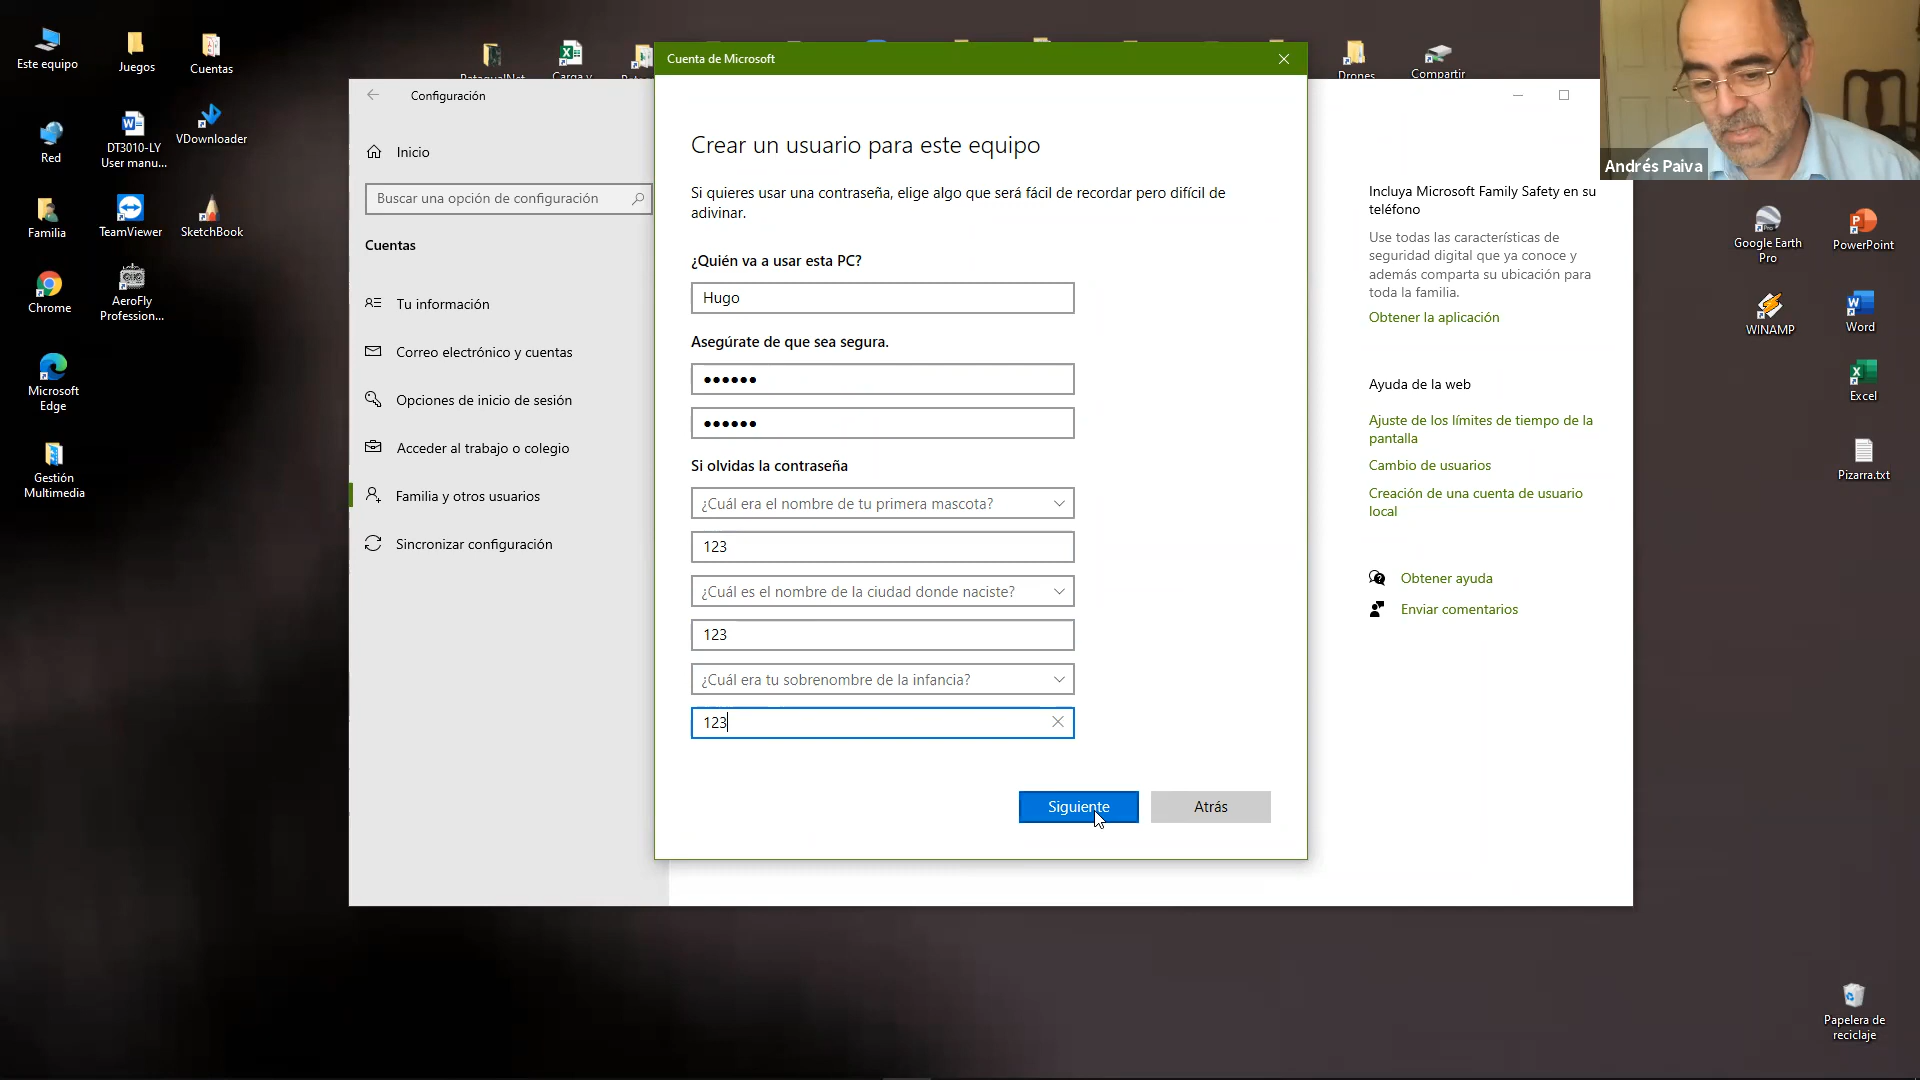 Este equipo
Juegos
Cuentas
Red
DT3010-LY
User manu...
VDownloader
Familia
TeamViewer
SketchBook
Chrome
AeroFly
Profession...
Microsoft
Edge
Gestión
Multimedia
Carga y
Drones
Compartir
Configuración
Inicio
Buscar una opción de configuración
Cuentas
Tu información
Correo electrónico y cuentas
Opciones de inicio de sesión
Acceder al trabajo o colegio
Familia y otros usuarios
Sincronizar configuración
Cuenta de Microsoft
Crear un usuario para este equipo
Si quieres usar una contraseña, elige algo que será fácil de recordar pero difícil de
adivinar.
¿Quién va a usar esta PC?
Hugo
Asegúrate de que sea segura.
Si olvidas la contraseña
¿Cuál era el nombre de tu primera mascota?
123
¿Cuál es el nombre de la ciudad donde naciste?
123
¿Cuál era tu sobrenombre de la infancia?
123
Siguiente
Atrás
Incluya Microsoft Family Safety en su
teléfono
Use todas las características de
seguridad digital que ya conoce y
además comparta su ubicación para
toda la familia.
Obtener la aplicación
Ayuda de la web
Ajuste de los límites de tiempo de la
pantalla
Cambio de usuarios
Creación de una cuenta de usuario
local
Obtener ayuda
Enviar comentarios
Andrés Paiva
Google Earth
Pro
PowerPoint
WINAMP
Word
Excel
Pizarra.txt
Papelera de
reciclaje